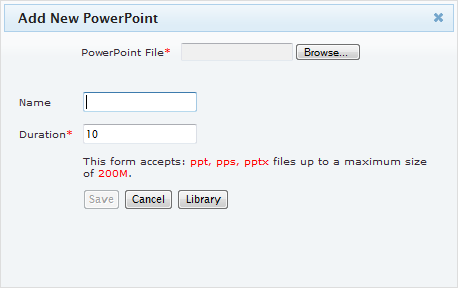 Add New PowerPoint
PowerPoint File* Browse...
Name
Duration* 10
This form accepts: ppt, pps, pptx files up to a maximum size
of 200M.
Save Cancel Library